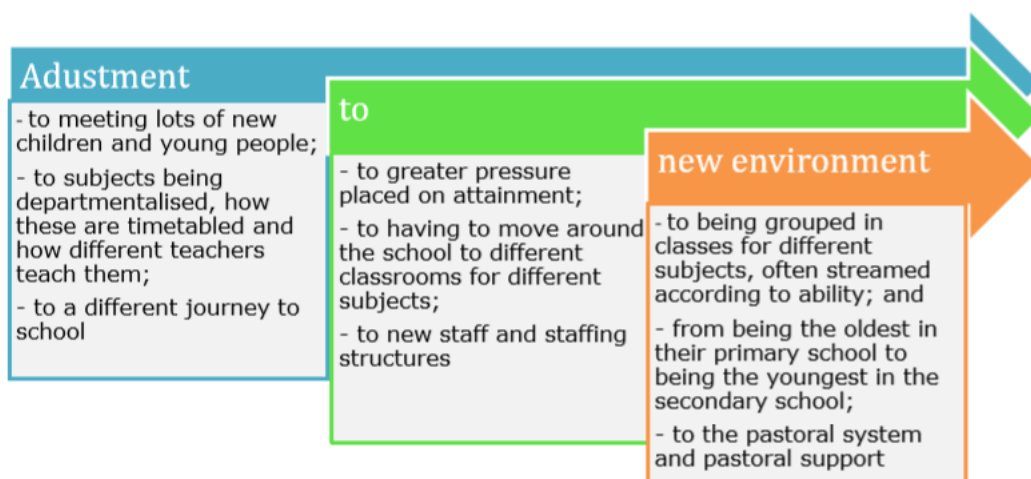 Adustment
- to meeting lots of new
children and young people;
- to subjects being
departmentalised, how
these are timetabled and
how different teachers
teach them;
- to a different journey to
school
to
- to greater pressure
placed on attainment;
- to having to move around
the school to different
classrooms for different
subjects;
- to new staff and staffing
structures
new environment
- to being grouped in
classes for different
subjects, often streamed
according to ability; and
- from being the oldest in
their primary school to
being the youngest in the
secondary school;
- to the pastoral system
and pastoral support